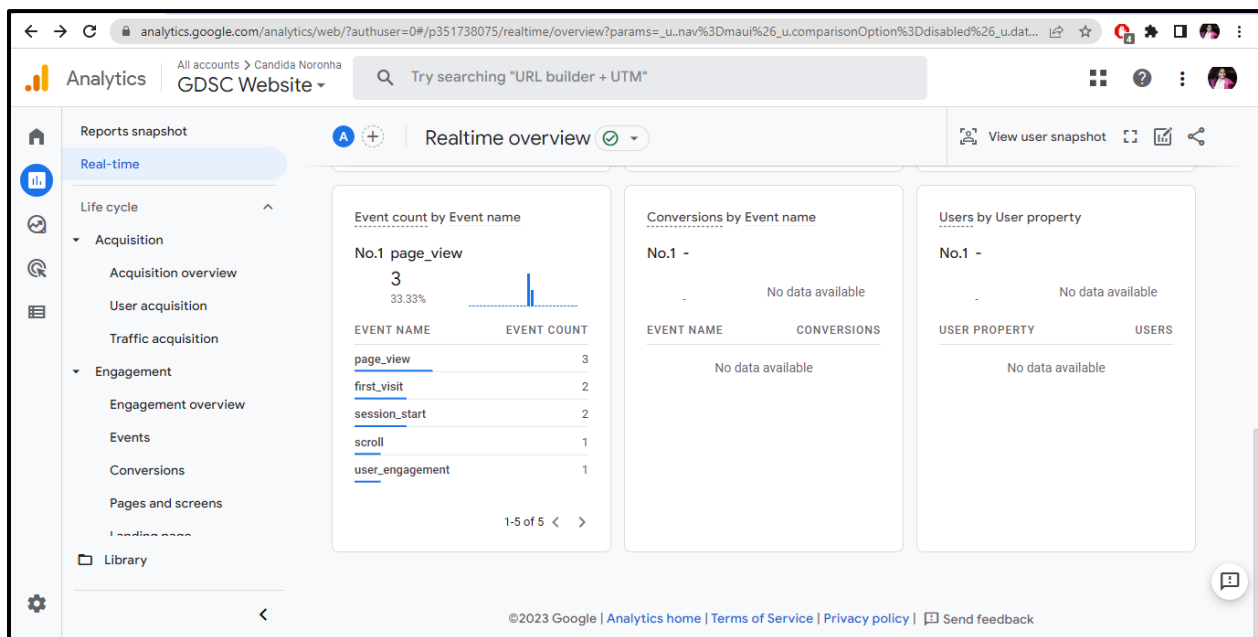 analytics.google.com/analytics/web/?authuser=0#/p351738075/realtime/overview?params=_u..nav%3Dmaui%26_u.comparisonOption%3Ddisabled%26_u.dat...
4
Analytics
All accounts > Candida Noronha
GDSC Website
Try searching "URL builder + UTM"
Reports snapshot
Real-time
Life cycle
Acquisition
Acquisition overview
User acquisition
Traffic acquisition
Engagement
Engagement overview
Events
Conversions
Pages and screens
Landing page
Library
A
Realtime overview
View user snapshot
Event count by Event name
No.1 page_view
3
33.33%
EVENT NAME EVENT COUNT
page_view 3
first_visit 2
session_start 2
scroll 1
user_engagement 1
1-5 of 5
Conversions by Event name
No.1 -
- No data available
EVENT NAME CONVERSIONS
No data available
Users by User property
No.1 -
- No data available
USER PROPERTY USERS
No data available
©2023 Google | Analytics home | Terms of Service | Privacy policy | Send feedback